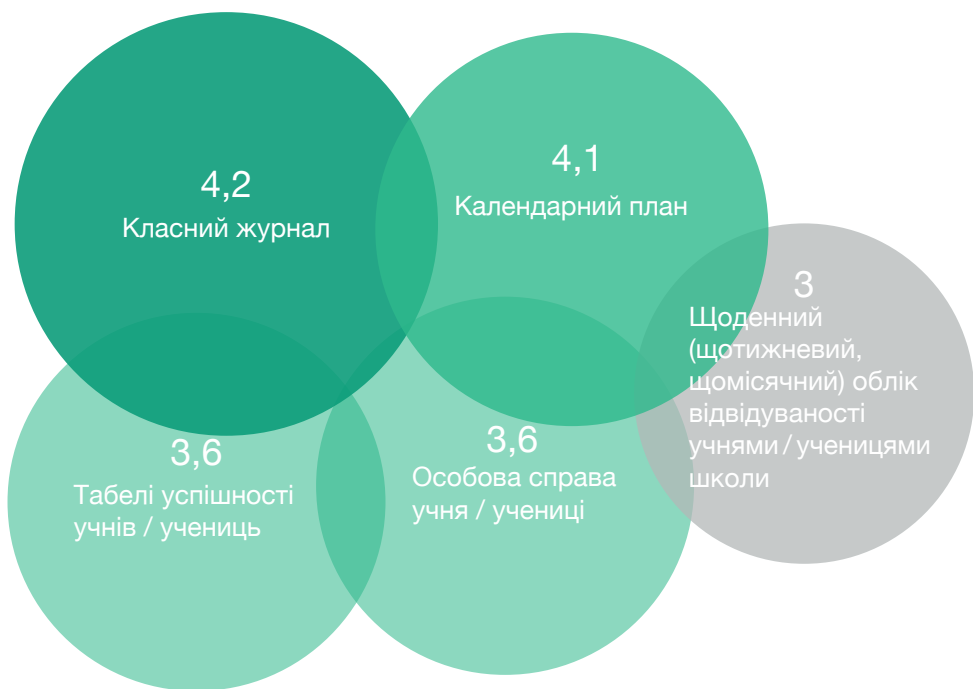 4,2
Класний журнал
4,1
Календарний план
3
Щоденний
(щотижневий,
щомісячний) облік
відвідуваності
учнями / ученицями
школи
3,6
Табелі успішності
учнів / учениць
3,6
Особова справа
учня / учениці